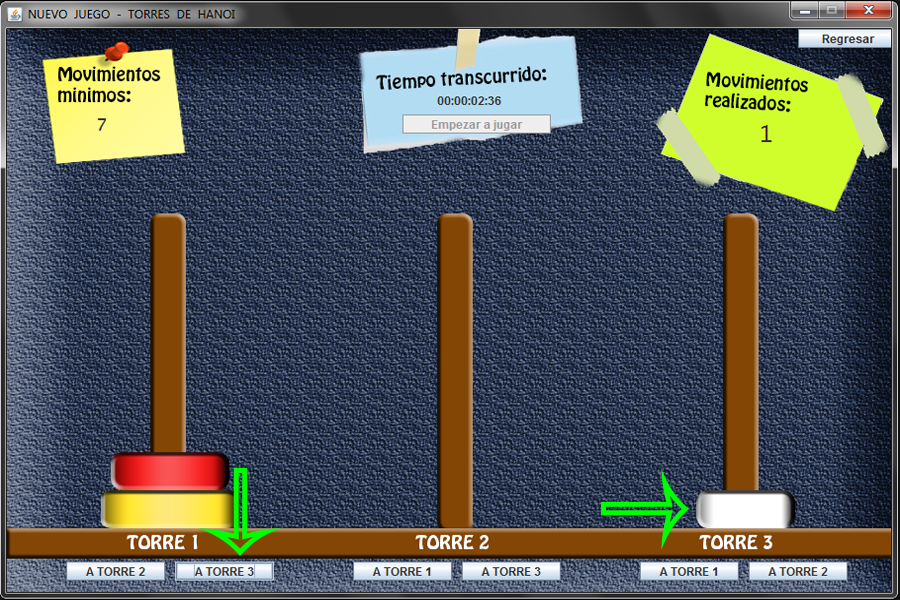 NUEVO JUEGO - TORRES DE HANOI
Regresar
Movimientos
mínimos:
7
Tiempo transcurrido:
00:00:02:36
Empezar a jugar
Movimientos
realizados:
1
TORRE 1
TORRE 2
TORRE 3
A TORRE 2
A TORRE 3
A TORRE 1
A TORRE 3
A TORRE 1
A TORRE 2